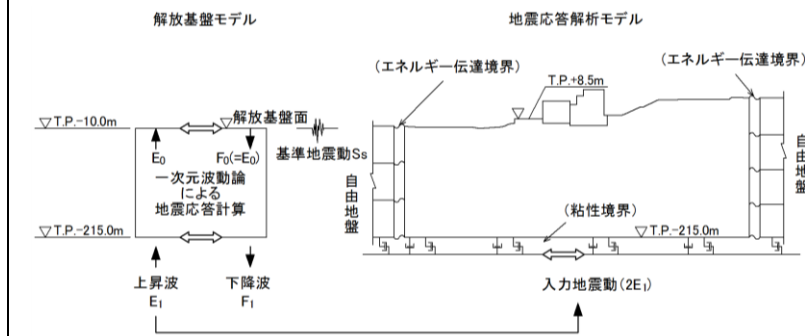 解放基盤モデル
地震応答解析モデル
(エネルギー伝達境界)
(エネルギー伝達境界)
T.P.+8.5m
T.P.-10.0m
解放基盤面
E₀
F₀(=E₀)
基準地震動Ss
一次元波動論
による
地震応答計算
自由地盤
自由地盤
(粘性境界)
T.P.-215.0m
T.P.-215.0m
上昇波
E₁
下降波
F₁
入力地震動(2E₁)